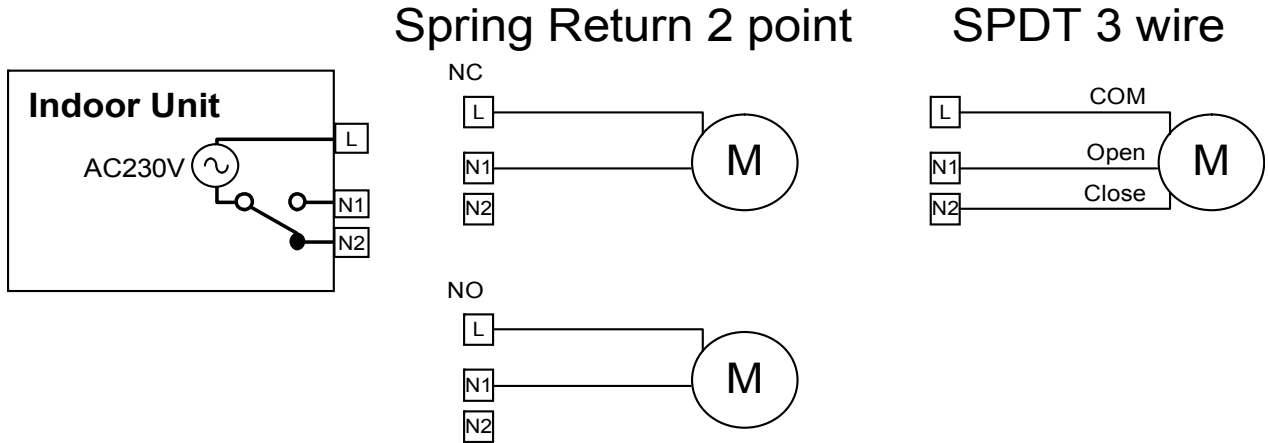 Spring Return 2 point
SPDT 3 wire
Indoor Unit
AC230V
L
N1
N2
NC
L
N1
N2
M
NO
L
N1
N2
M
L
N1
N2
COM
Open
Close
M